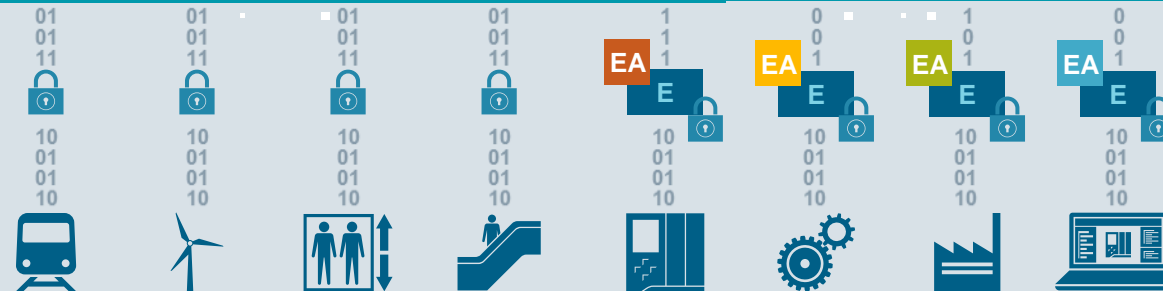 01 01 01 01 1 0 1 0
01 01 01 01 1 0 0 0
11 11 11 11 1 1 1 1
EA EA EA EA
E E E E
10 10 10 10 10 10 10 10
01 01 01 01 01 01 01 01
01 01 01 01 01 01 01 01
10 10 10 10 10 10 10 10